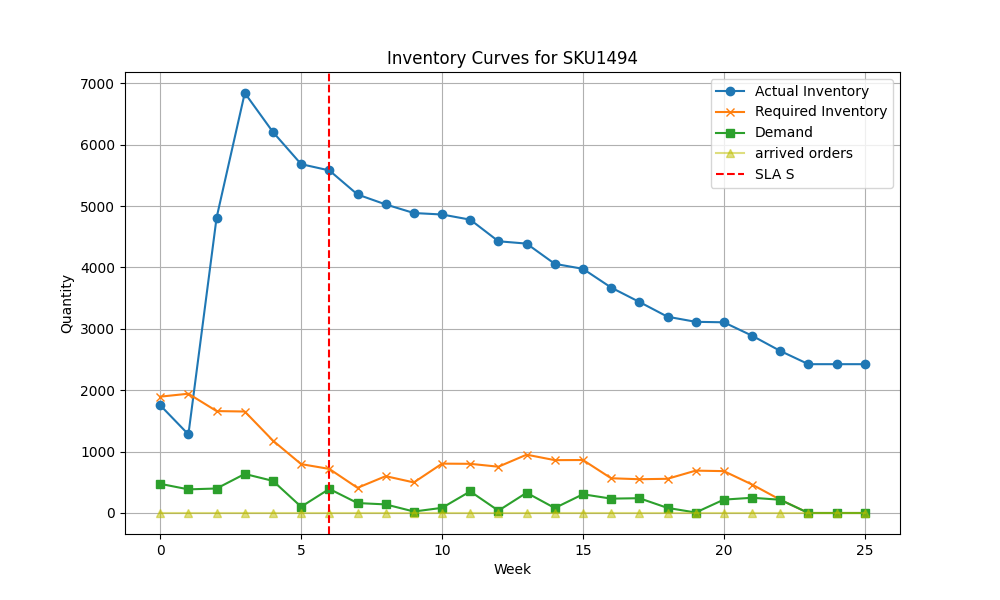 Inventory Curves for SKU1494
Actual Inventory
Required Inventory
Demand
arrived orders
SLA S
Quantity
7000
6000
5000
4000
3000
2000
1000
0
0 5 10 15 20 25
Week